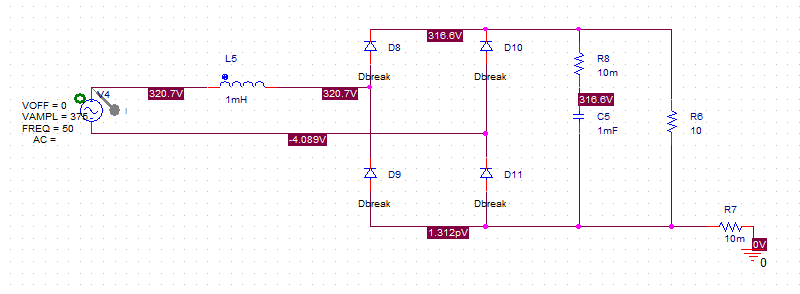 D8
316.6V
D10
L5
R8
Dbreak
Dbreak
10m
V4
320.7V
320.7V
316.6V
1mH
I
VOFF = 0
VAMPL = 375
FREQ = 50
AC =
C5
R6
1mF
10
-4.089V
D9
D11
Dbreak
Dbreak
R7
1.312pV
10m
0V
0